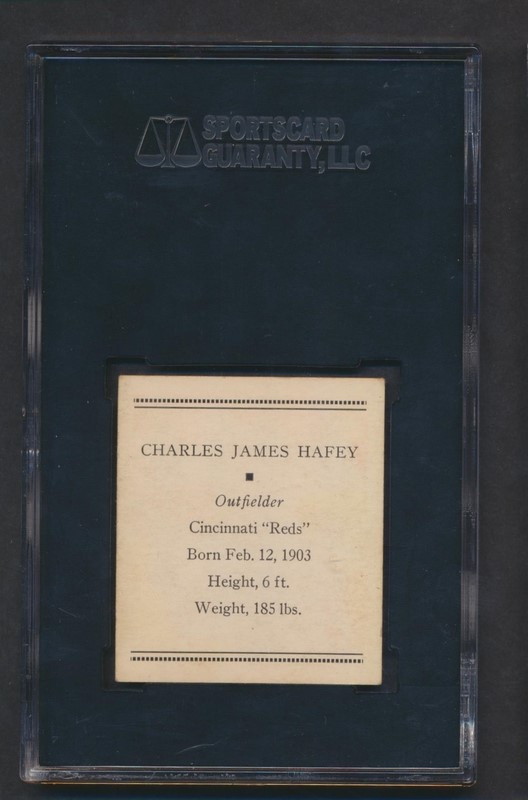 SPORTSCARD
GUARANTY, LLC
CHARLES JAMES HAFEY
Outfielder
Cincinnati "Reds"
Born Feb. 12, 1903
Height, 6 ft.
Weight, 185 lbs.